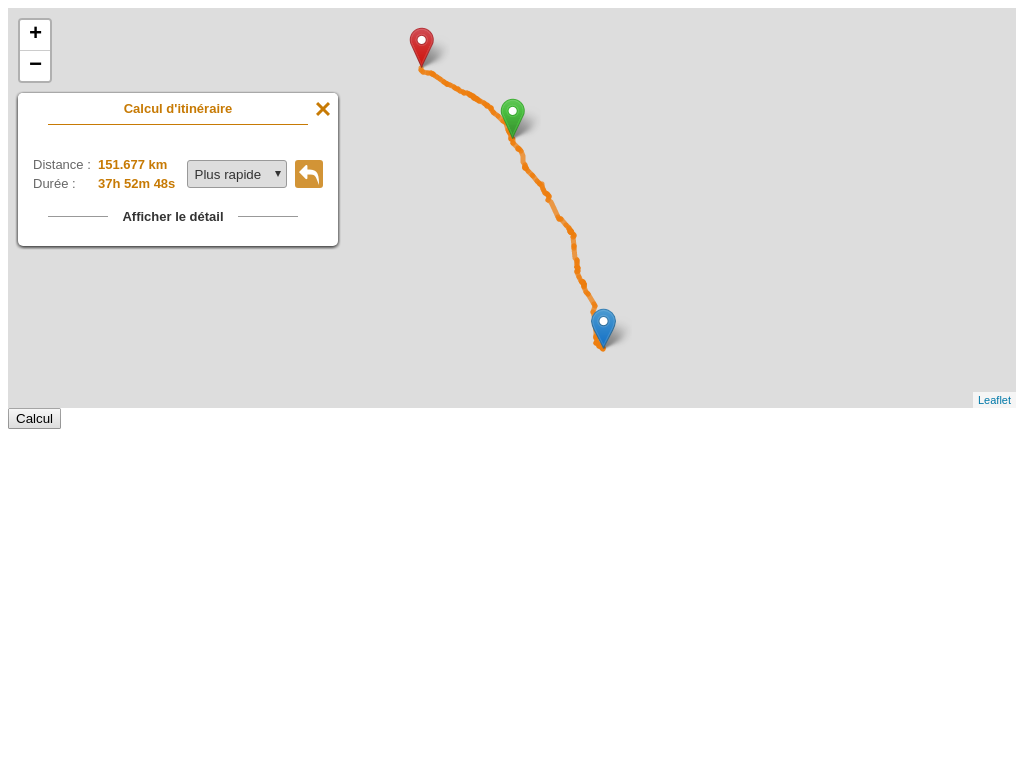 +
−
Calcul d'itinéraire
Distance : 151.677 km
Durée : 37h 52m 48s
Plus rapide
Afficher le détail
Leaflet
Calcul